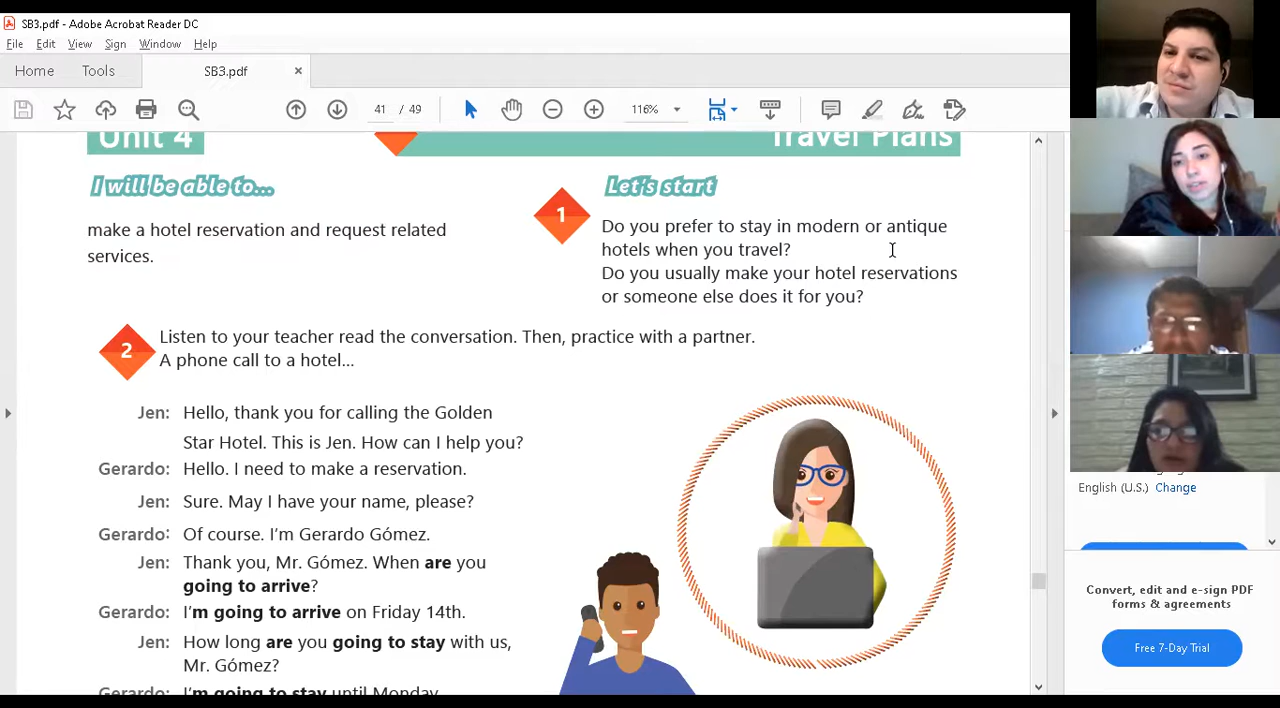 SB3.pdf - Adobe Acrobat Reader DC
File Edit View Sign Window Help
Home Tools SB3.pdf ×
41 / 49 116%
Unit 4 Travel Plans
I will be able to...
make a hotel reservation and request related
services.
Let's start
1
Do you prefer to stay in modern or antique
hotels when you travel?
Do you usually make your hotel reservations
or someone else does it for you?
2
Listen to your teacher read the conversation. Then, practice with a partner.
A phone call to a hotel...
Jen: Hello, thank you for calling the Golden
Star Hotel. This is Jen. How can I help you?
Gerardo: Hello. I need to make a reservation.
Jen: Sure. May I have your name, please?
Gerardo: Of course. I'm Gerardo Gómez.
Jen: Thank you, Mr. Gómez. When are you
going to arrive?
Gerardo: I'm going to arrive on Friday 14th.
Jen: How long are you going to stay with us,
Mr. Gómez?
Gerardo: I'm going to stay until Monday
English (U.S.) Change
Convert, edit and e-sign PDF
forms & agreements
Free 7-Day Trial